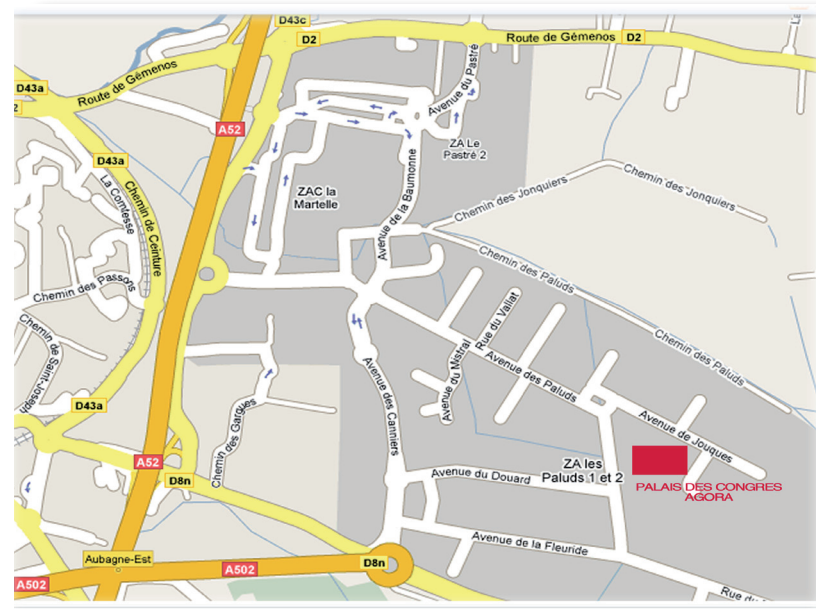 La
D43c
D2
Route de Gémenos
D2
Route de Gémenos
D43a
2
Avenue du Pastré
A52
D43a
ZA Le
Pastré 2
La Comtesse
Chemin de Ceinture
ZAC la
Martelle
Avenue de la Baumonne
Chemin des Jonquiers
Chemin des Jonquiers
Chemin des Paluds
Chemin des Passons
Rue du Vallat
Chemin de Saint-Joseph
Avenue du Mistral
Avenue des Paluds
Chemin des Paluds
Avenue des Canniers
D43a
Chemin des Gargues
Avenue de Jouques
A52
D8n
Avenue du Douard
ZA les
Paluds 1 et 2
PALAIS DES CONGRES
AGORA
Avenue de la Fleuride
Aubagne-Est
A502
A502
D8n
Rue du